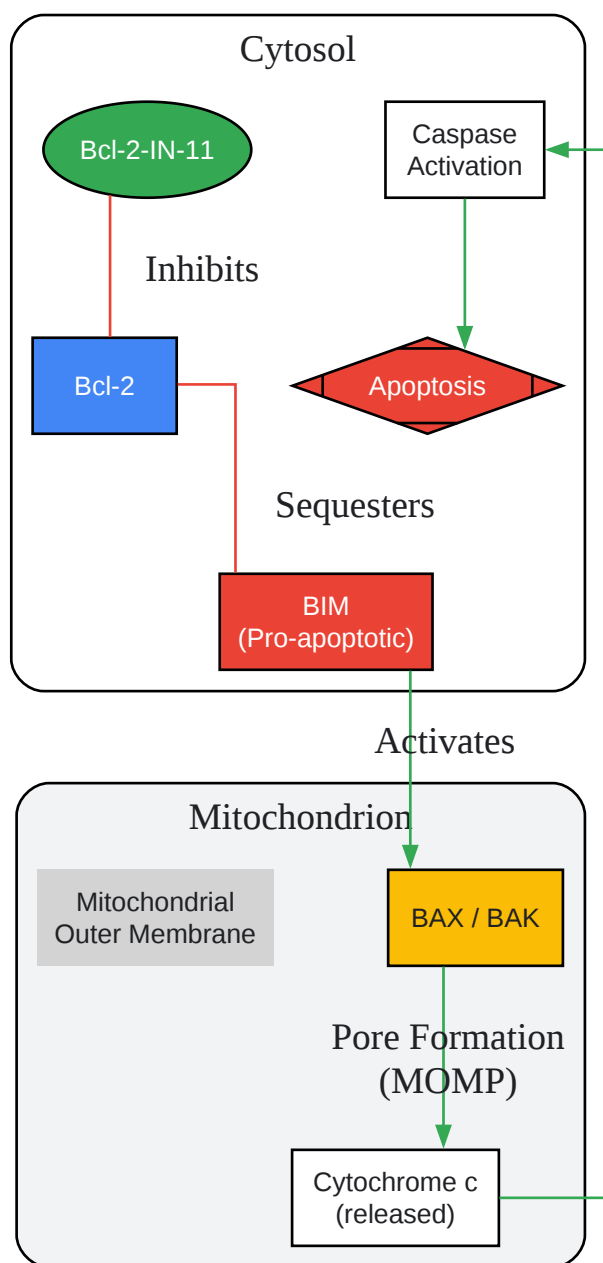 Cytosol
Bcl-2-IN-11
Caspase
Activation
Inhibits
Bcl-2
Apoptosis
Sequesters
BIM
(Pro-apoptotic)
Activates
Mitochondrion
Mitochondrial
Outer Membrane
BAX / BAK
Pore Formation
(MOMP)
Cytochrome c
(released)